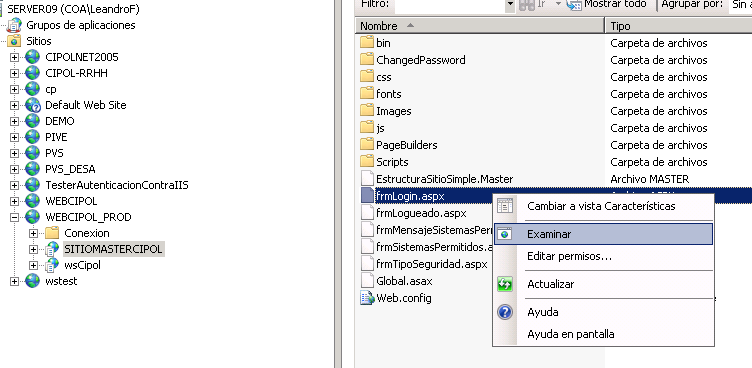 SERVER09 (COA\LeandroF)
Grupos de aplicaciones
Sitios
CIPOLNET2005
CIPOL-RRHH
cp
Default Web Site
DEMO
PIVE
PVS
PVS_DESA
TesterAutenticacionContraIIS
WEBCIPOL
WEBCIPOL_PROD
Conexion
SITIOMASTERCIPOL
wsCipol
wstest
Filtro: Ir Mostrar todo Agrupar por: Sin a
Nombre Tipo
bin Carpeta de archivos
ChangedPassword Carpeta de archivos
css Carpeta de archivos
fonts Carpeta de archivos
Images Carpeta de archivos
js Carpeta de archivos
PageBuilders Carpeta de archivos
Scripts Carpeta de archivos
EstructuraSitioSimple.Master Archivo MASTER
frmLogin.aspx
frmLogueado.aspx
frmMensajeSistemasPerm
frmSistemasPermitidos.a
frmTipoSeguridad.aspx
Global.asax
Web.config
Cambiar a vista Características
Examinar
Editar permisos...
Actualizar
Ayuda
Ayuda en pantalla